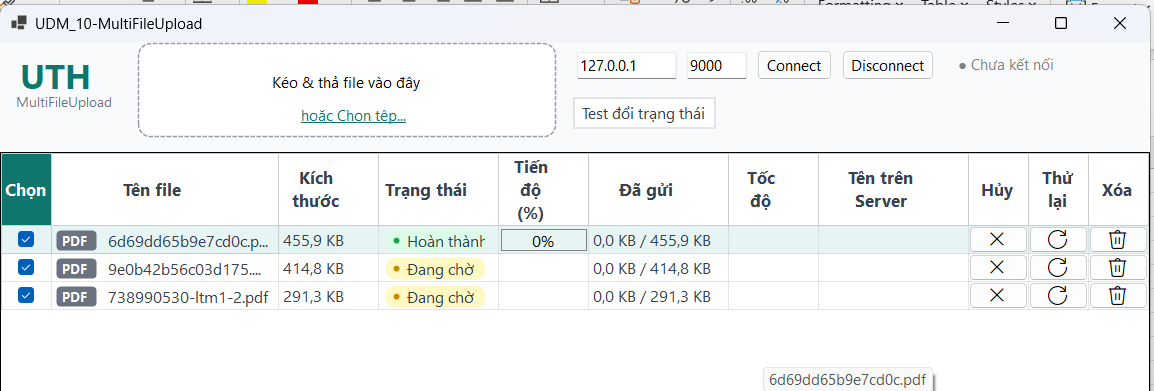 Formatting
Table
Styles
UDM_10-MultiFileUpload
UTH
MultiFileUpload
Kéo & thả file vào đây
hoặc Chọn tệp...
127.0.0.1
9000
Connect
Disconnect
● Chưa kết nối
Test đổi trạng thái
Chọn
Tên file
Kích thước
Trạng thái
Tiến độ (%)
Đã gửi
Tốc độ
Tên trên Server
Hủy
Thử lại
Xóa
PDF 6d69dd65b9e7cd0c.p... 455,9 KB • Hoàn thành 0% 0,0 KB / 455,9 KB
PDF 9e0b42b56c03d175.... 414,8 KB • Đang chờ 0,0 KB / 414,8 KB
PDF 738990530-ltm1-2.pdf 291,3 KB • Đang chờ 0,0 KB / 291,3 KB
6d69dd65b9e7cd0c.pdf